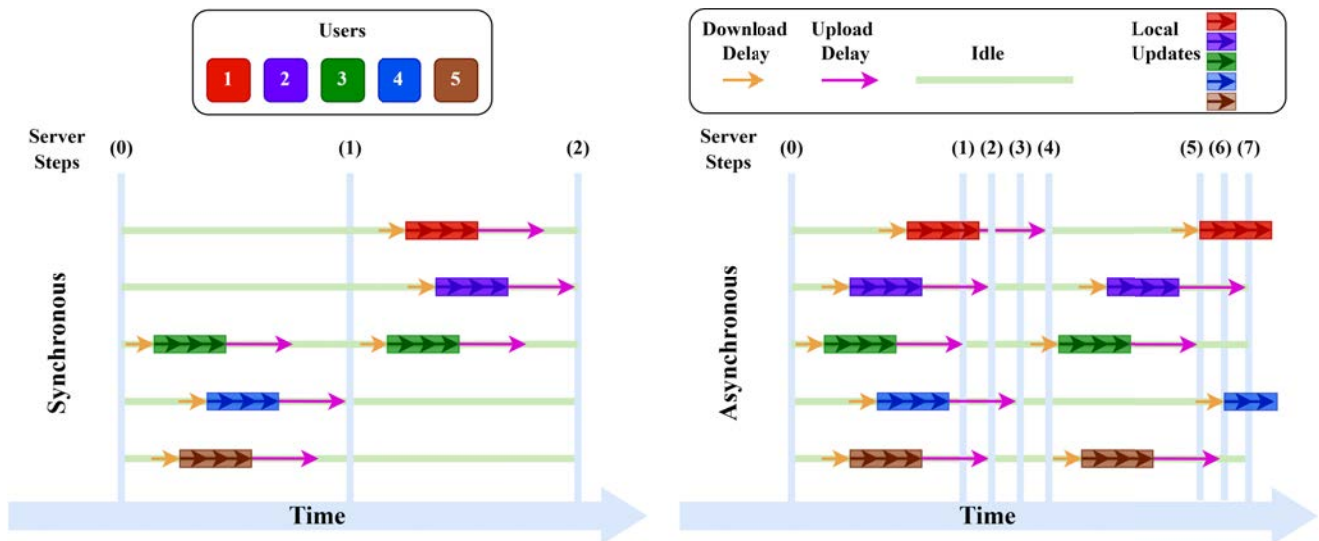 Users
1 2 3 4 5
Download Delay
Upload Delay
Idle
Local Updates
Server Steps
(0) (1) (2)
Synchronous
Time
Server Steps
(0) (1) (2) (3) (4) (5) (6) (7)
Asynchronous
Time